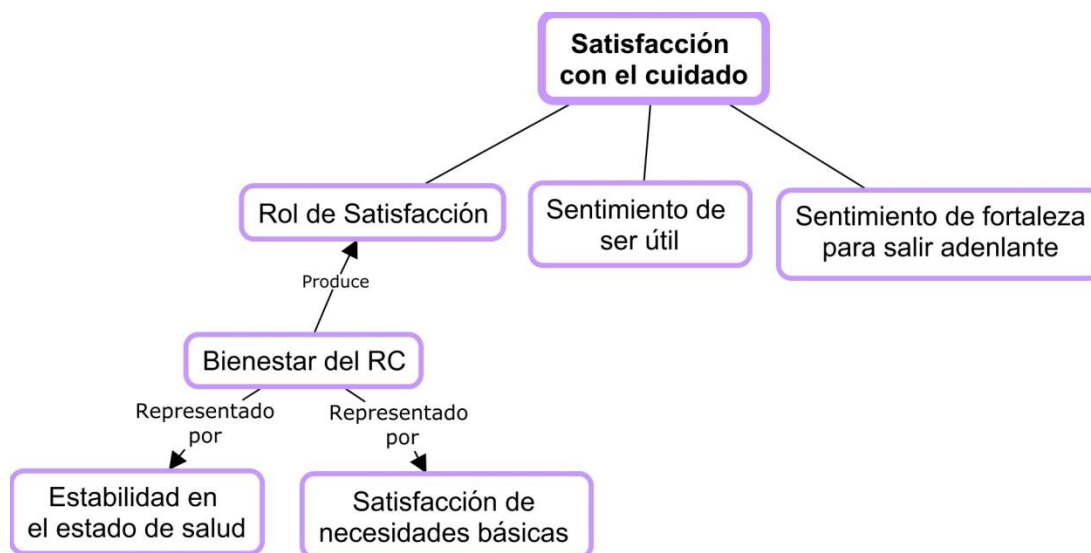 Satisfacción
con el cuidado
Rol de Satisfacción
Sentimiento de
ser útil
Sentimiento de fortaleza
para salir adenlante
Produce
Bienestar del RC
Representado
por
Representado
por
Estabilidad en
el estado de salud
Satisfacción de
necesidades básicas